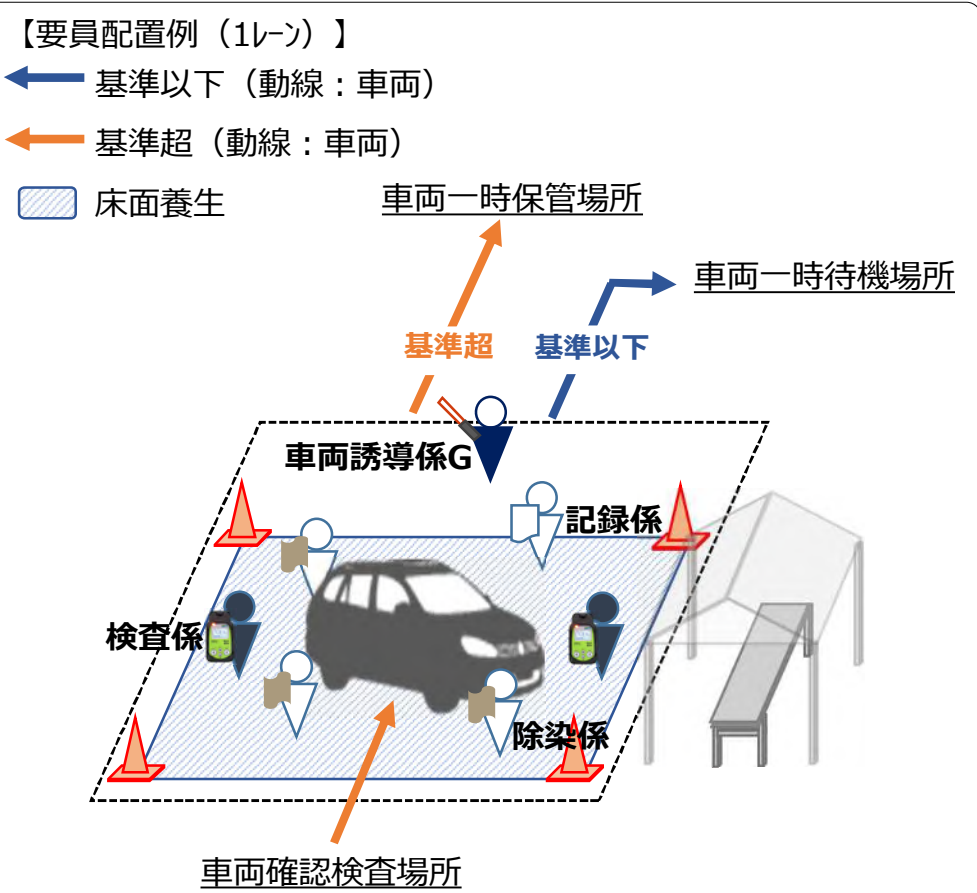 【要員配置例（1ﾚｰﾝ）】
基準以下（動線：車両）
基準超（動線：車両）
床面養生
車両一時保管場所
車両一時待機場所
基準超
基準以下
車両誘導係G
記録係
検査係
除染係
車両確認検査場所